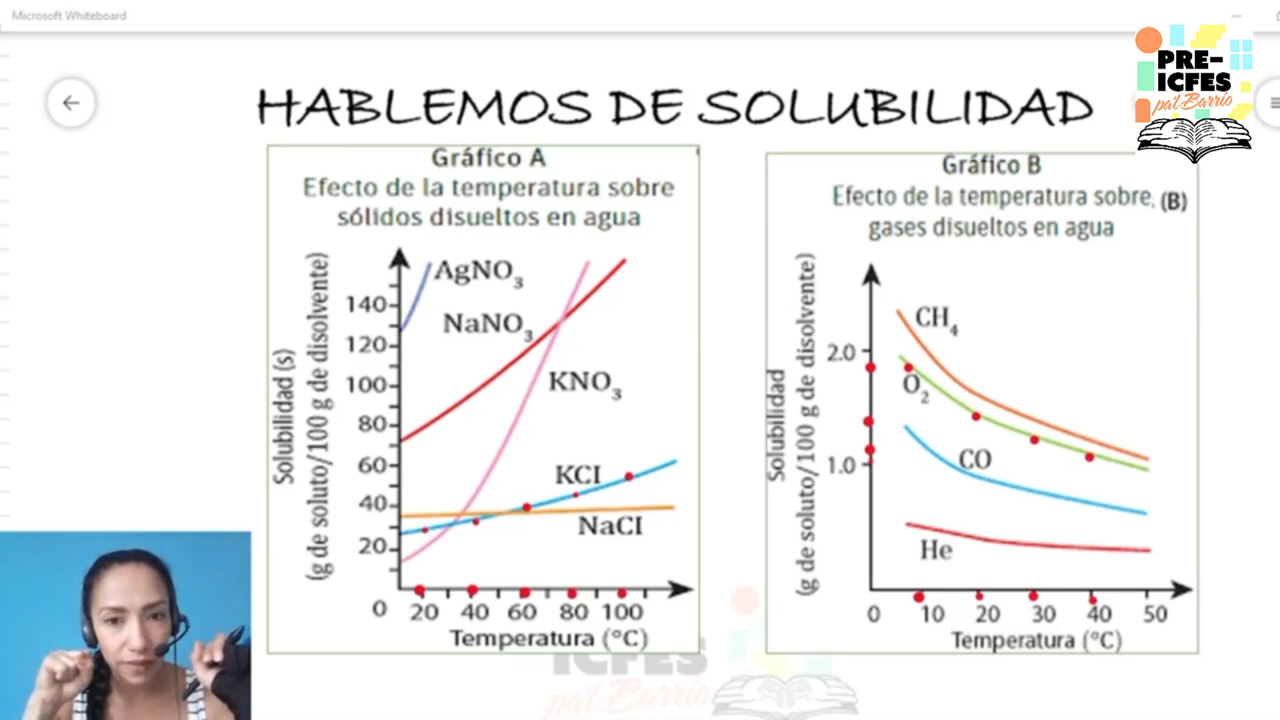 Microsoft Whiteboard
PRE-
ICFES
pa'l Barrio
HABLEMOS DE SOLUBILIDAD
Gráfico A
Efecto de la temperatura sobre
sólidos disueltos en agua
Solubilidad (s)
(g de soluto/100 g de disolvente)
AgNO3
NaNO3
KNO3
KCI
NaCI
140
120
100
80
60
40
20
0 20 40 60 80 100
Temperatura (°C)
Gráfico B
Efecto de la temperatura sobre, (B)
gases disueltos en agua
Solubilidad
(g de soluto/100 g de disolvente)
CH4
O2
CO
He
2.0
1.0
0 10 20 30 40 50
Temperatura (°C)
ICFES
pa'l Barrio